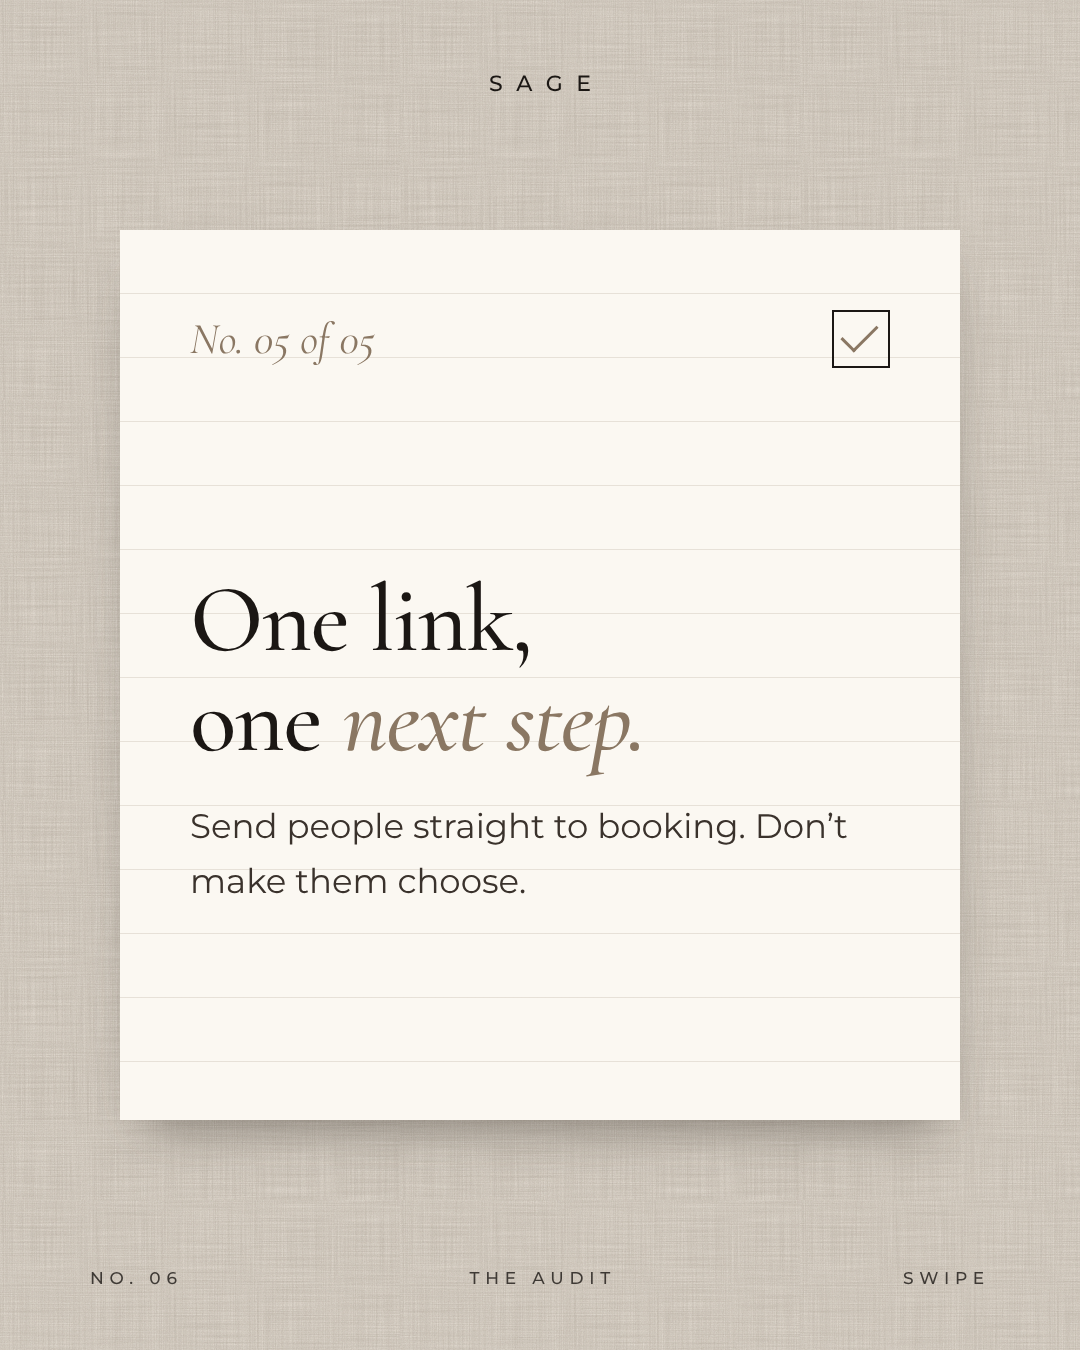 SAGE
No. 05 of 05
One link,
one next step.
Send people straight to booking. Don’t
make them choose.
NO. 06
THE AUDIT
SWIPE